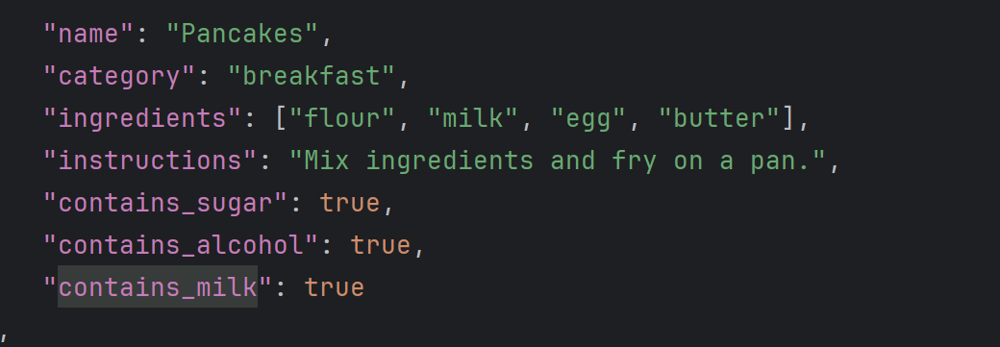 "name": "Pancakes",
"category": "breakfast",
"ingredients": ["flour", "milk", "egg", "butter"],
"instructions": "Mix ingredients and fry on a pan.",
"contains_sugar": true,
"contains_alcohol": true,
"contains_milk": true
,